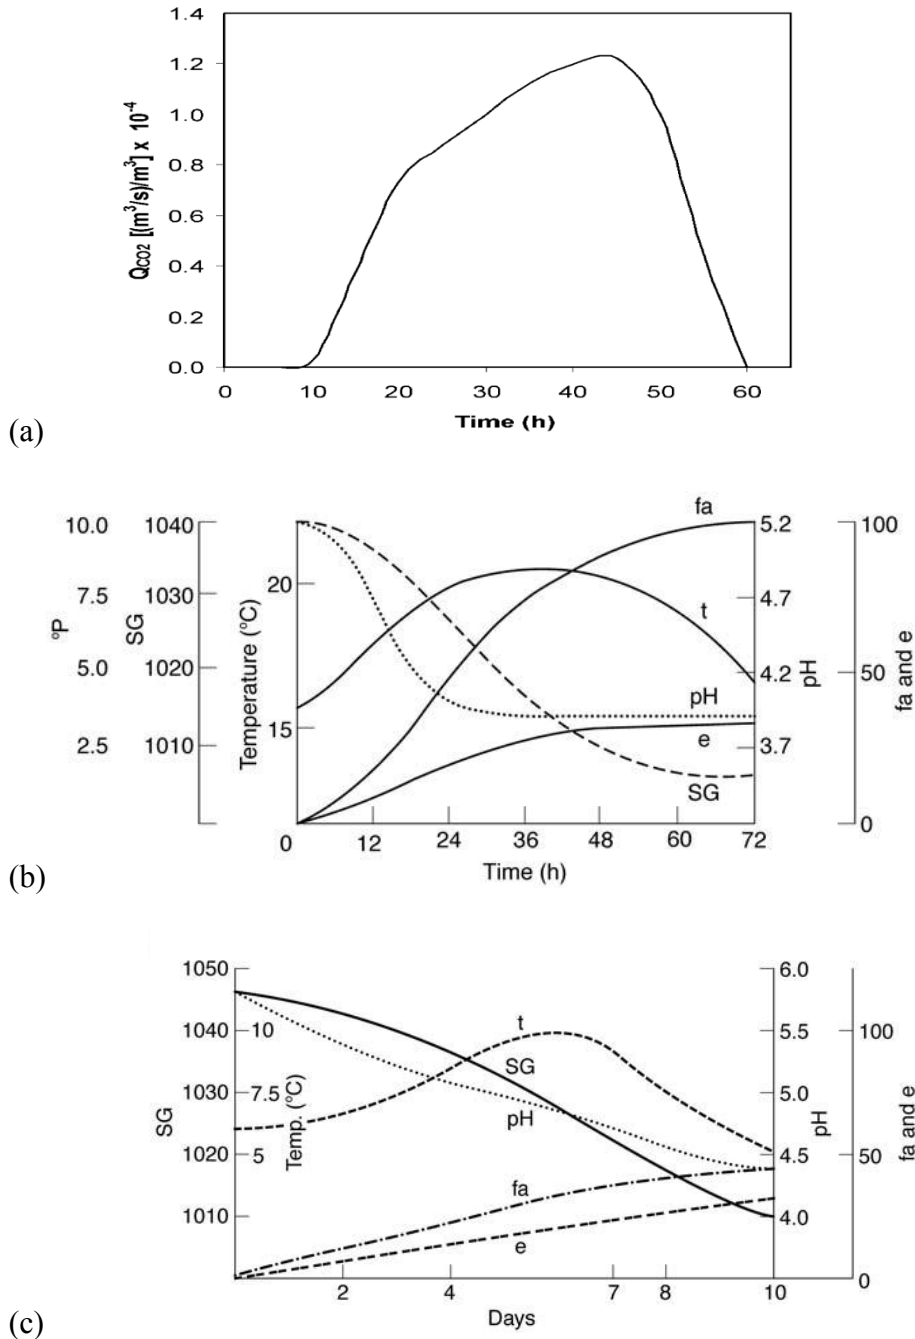 1.4
1.2
1.0
0.8
0.6
0.4
0.2
0.0
QCO2 [(m³/s)/m³] x 10⁻⁴
0 10 20 30 40 50 60
Time (h)
(a)
°P
10.0
7.5
5.0
2.5
SG
1040
1030
1020
1010
Temperature (°C)
20
15
fa
t
pH
e
SG
5.2
4.7
4.2
3.7
pH
100
50
0
fa and e
0 12 24 36 48 60 72
Time (h)
(b)
SG
1050
1040
1030
1020
1010
Temp. (°C)
10
7.5
5
t
SG
pH
fa
e
6.0
5.5
5.0
4.5
4.0
pH
100
50
0
fa and e
2 4 7 8 10
Days
(c)